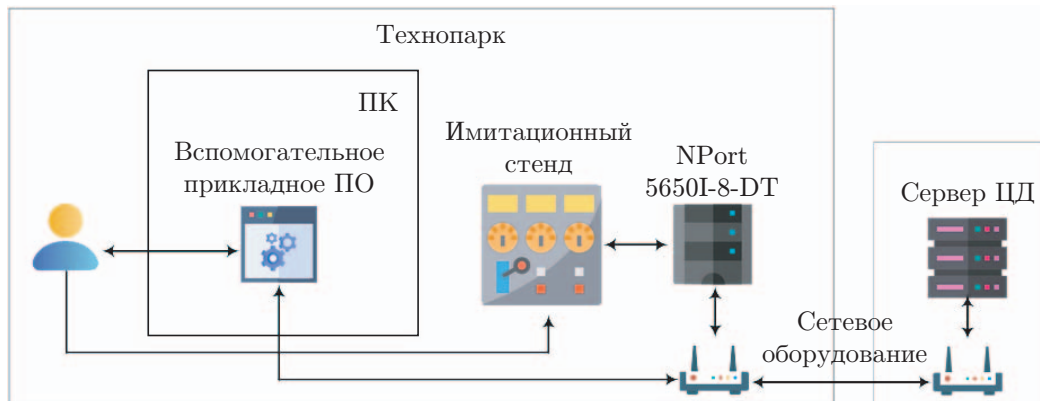 Технопарк
ПК
Вспомогательное
прикладное ПО
Имитационный
стенд
NPort
5650I-8-DT
Сервер ЦД
Сетевое
оборудование